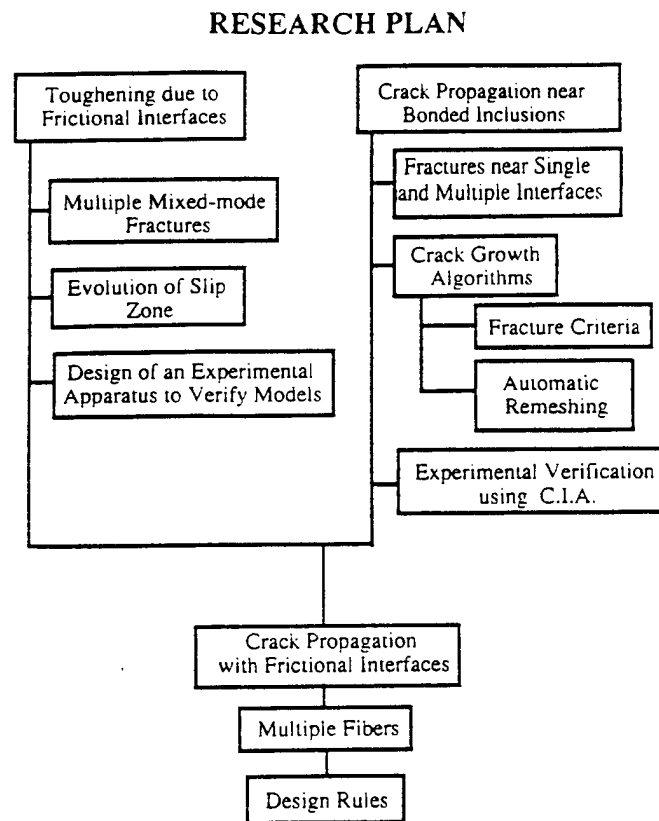 RESEARCH PLAN
Toughening due to
Frictional Interfaces
Multiple Mixed-mode
Fractures
Evolution of Slip
Zone
Design of an Experimental
Apparatus to Verify Models
Crack Propagation near
Bonded Inclusions
Fractures near Single
and Multiple Interfaces
Crack Growth
Algorithms
Fracture Criteria
Automatic
Remeshing
Experimental Verification
using C.I.A.
Crack Propagation
with Frictional Interfaces
Multiple Fibers
Design Rules